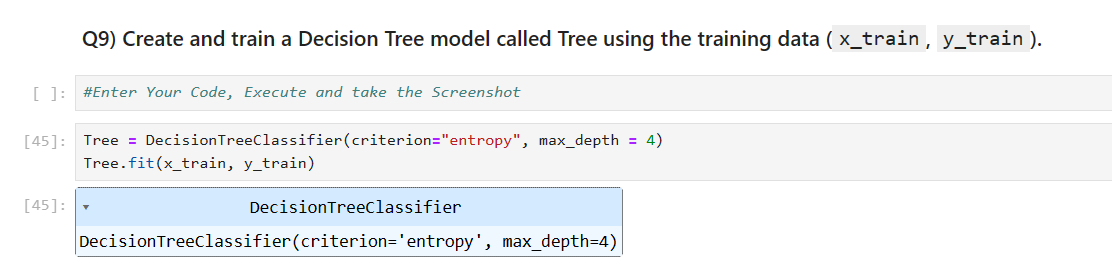 Q9) Create and train a Decision Tree model called Tree using the training data ( x_train , y_train ).
[ ]: #Enter Your Code, Execute and take the Screenshot
[45]: Tree = DecisionTreeClassifier(criterion="entropy", max_depth = 4)
Tree.fit(x_train, y_train)
[45]: ▾ DecisionTreeClassifier
DecisionTreeClassifier(criterion='entropy', max_depth=4)